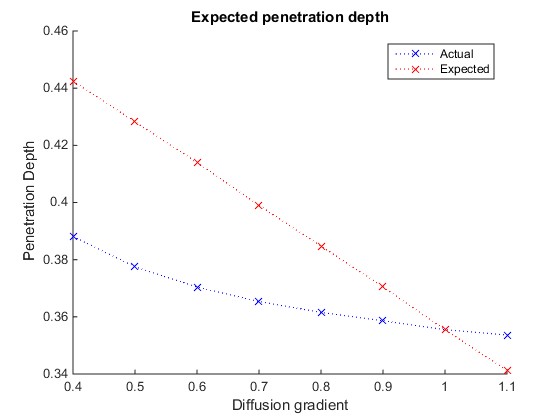 Expected penetration depth
0.46
0.44
0.42
0.4
0.38
0.36
0.34
Penetration Depth
Actual
Expected
0.4 0.5 0.6 0.7 0.8 0.9 1 1.1
Diffusion gradient